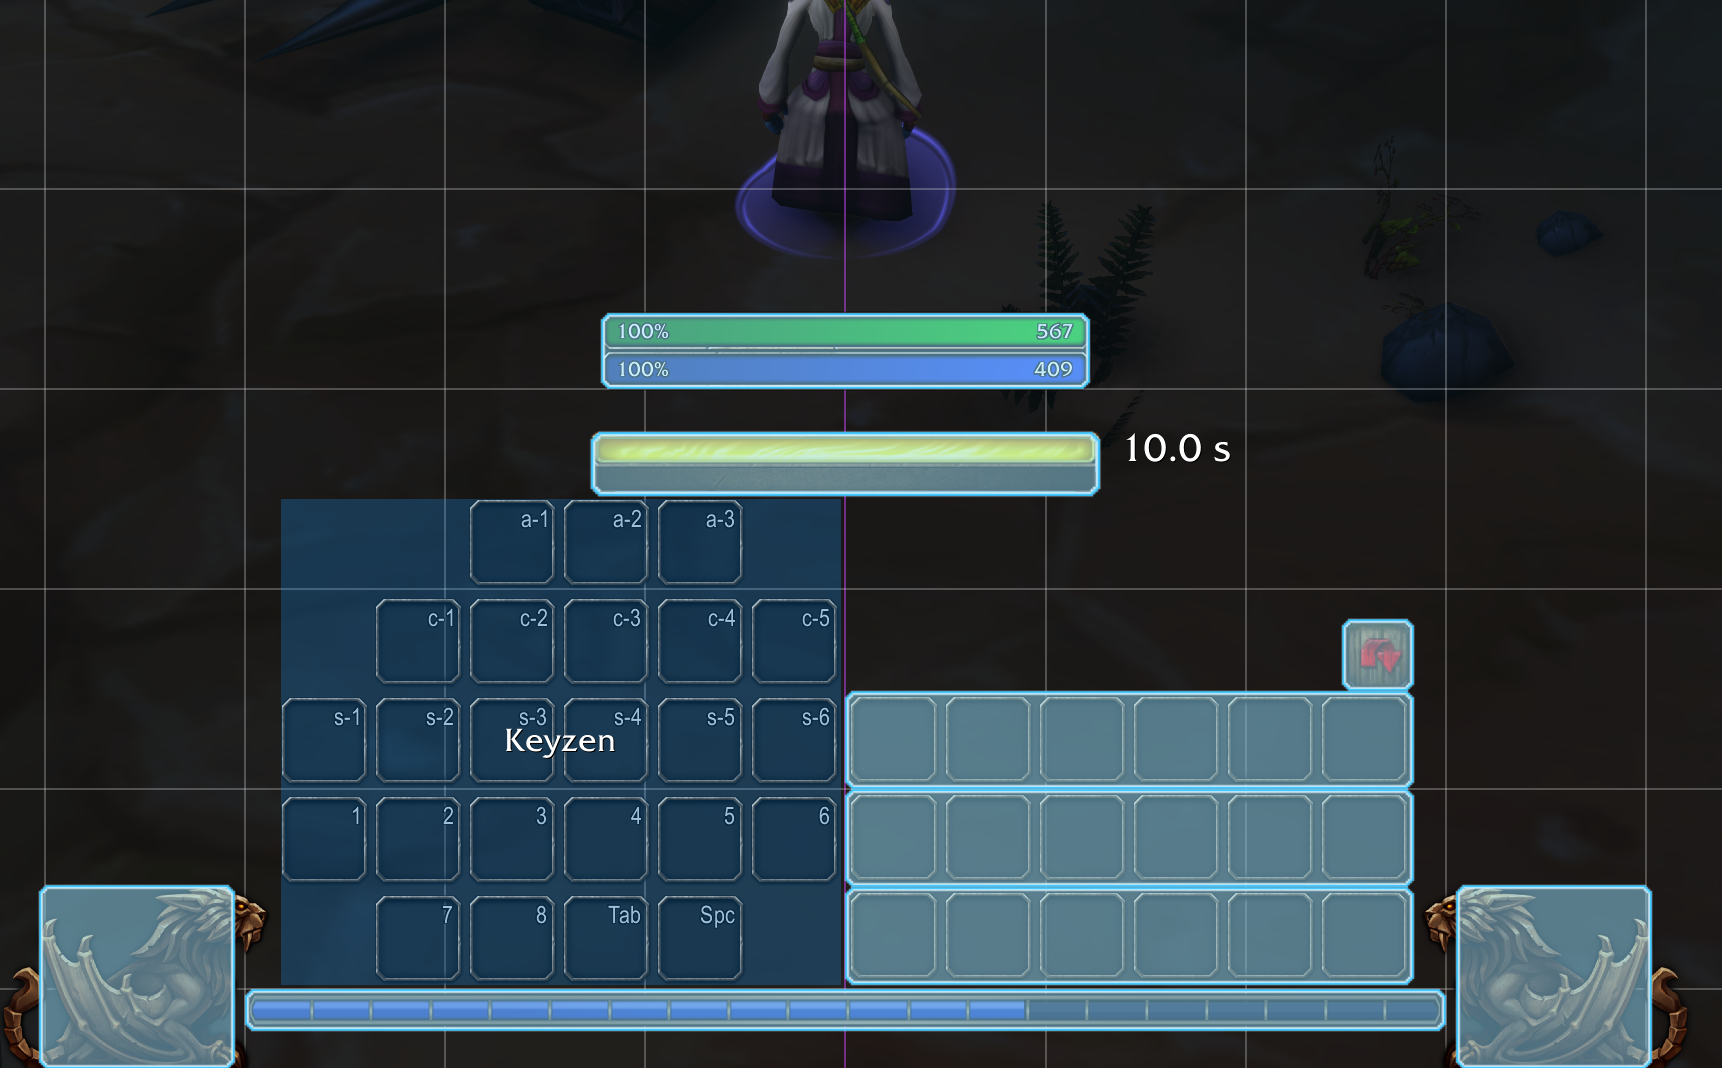 100% 567
100% 409
10.0 s
a-1 a-2 a-3
c-1 c-2 c-3 c-4 c-5
s-1 s-2 s-3 s-4 s-5 s-6
Keyzen
1 2 3 4 5 6
7 8 Tab Spc